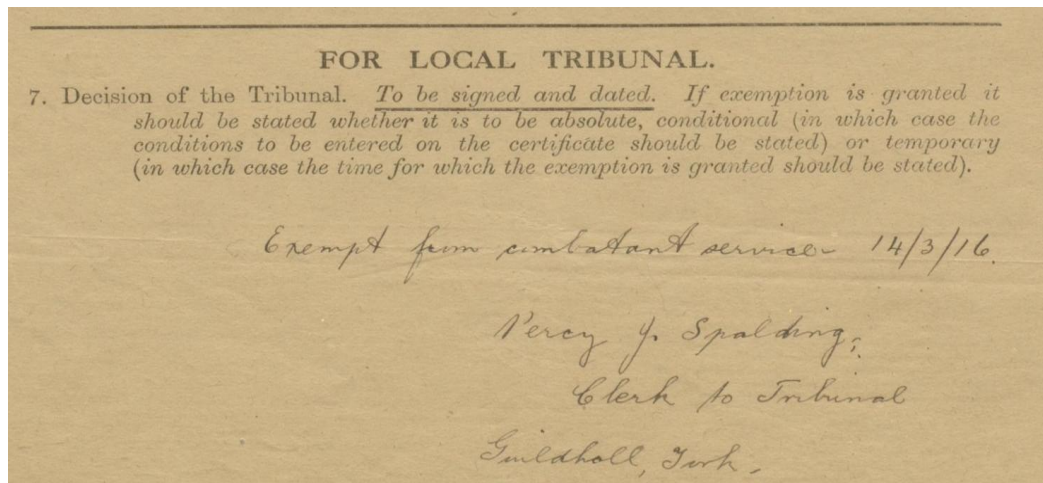 FOR LOCAL TRIBUNAL.
7. Decision of the Tribunal. To be signed and dated. If exemption is granted it
should be stated whether it is to be absolute, conditional (in which case the
conditions to be entered on the certificate should be stated) or temporary
(in which case the time for which the exemption is granted should be stated).
Exempt from combatant service - 14/3/16.
Percy J. Spalding,
Clerk to Tribunal
Guildhall, York.